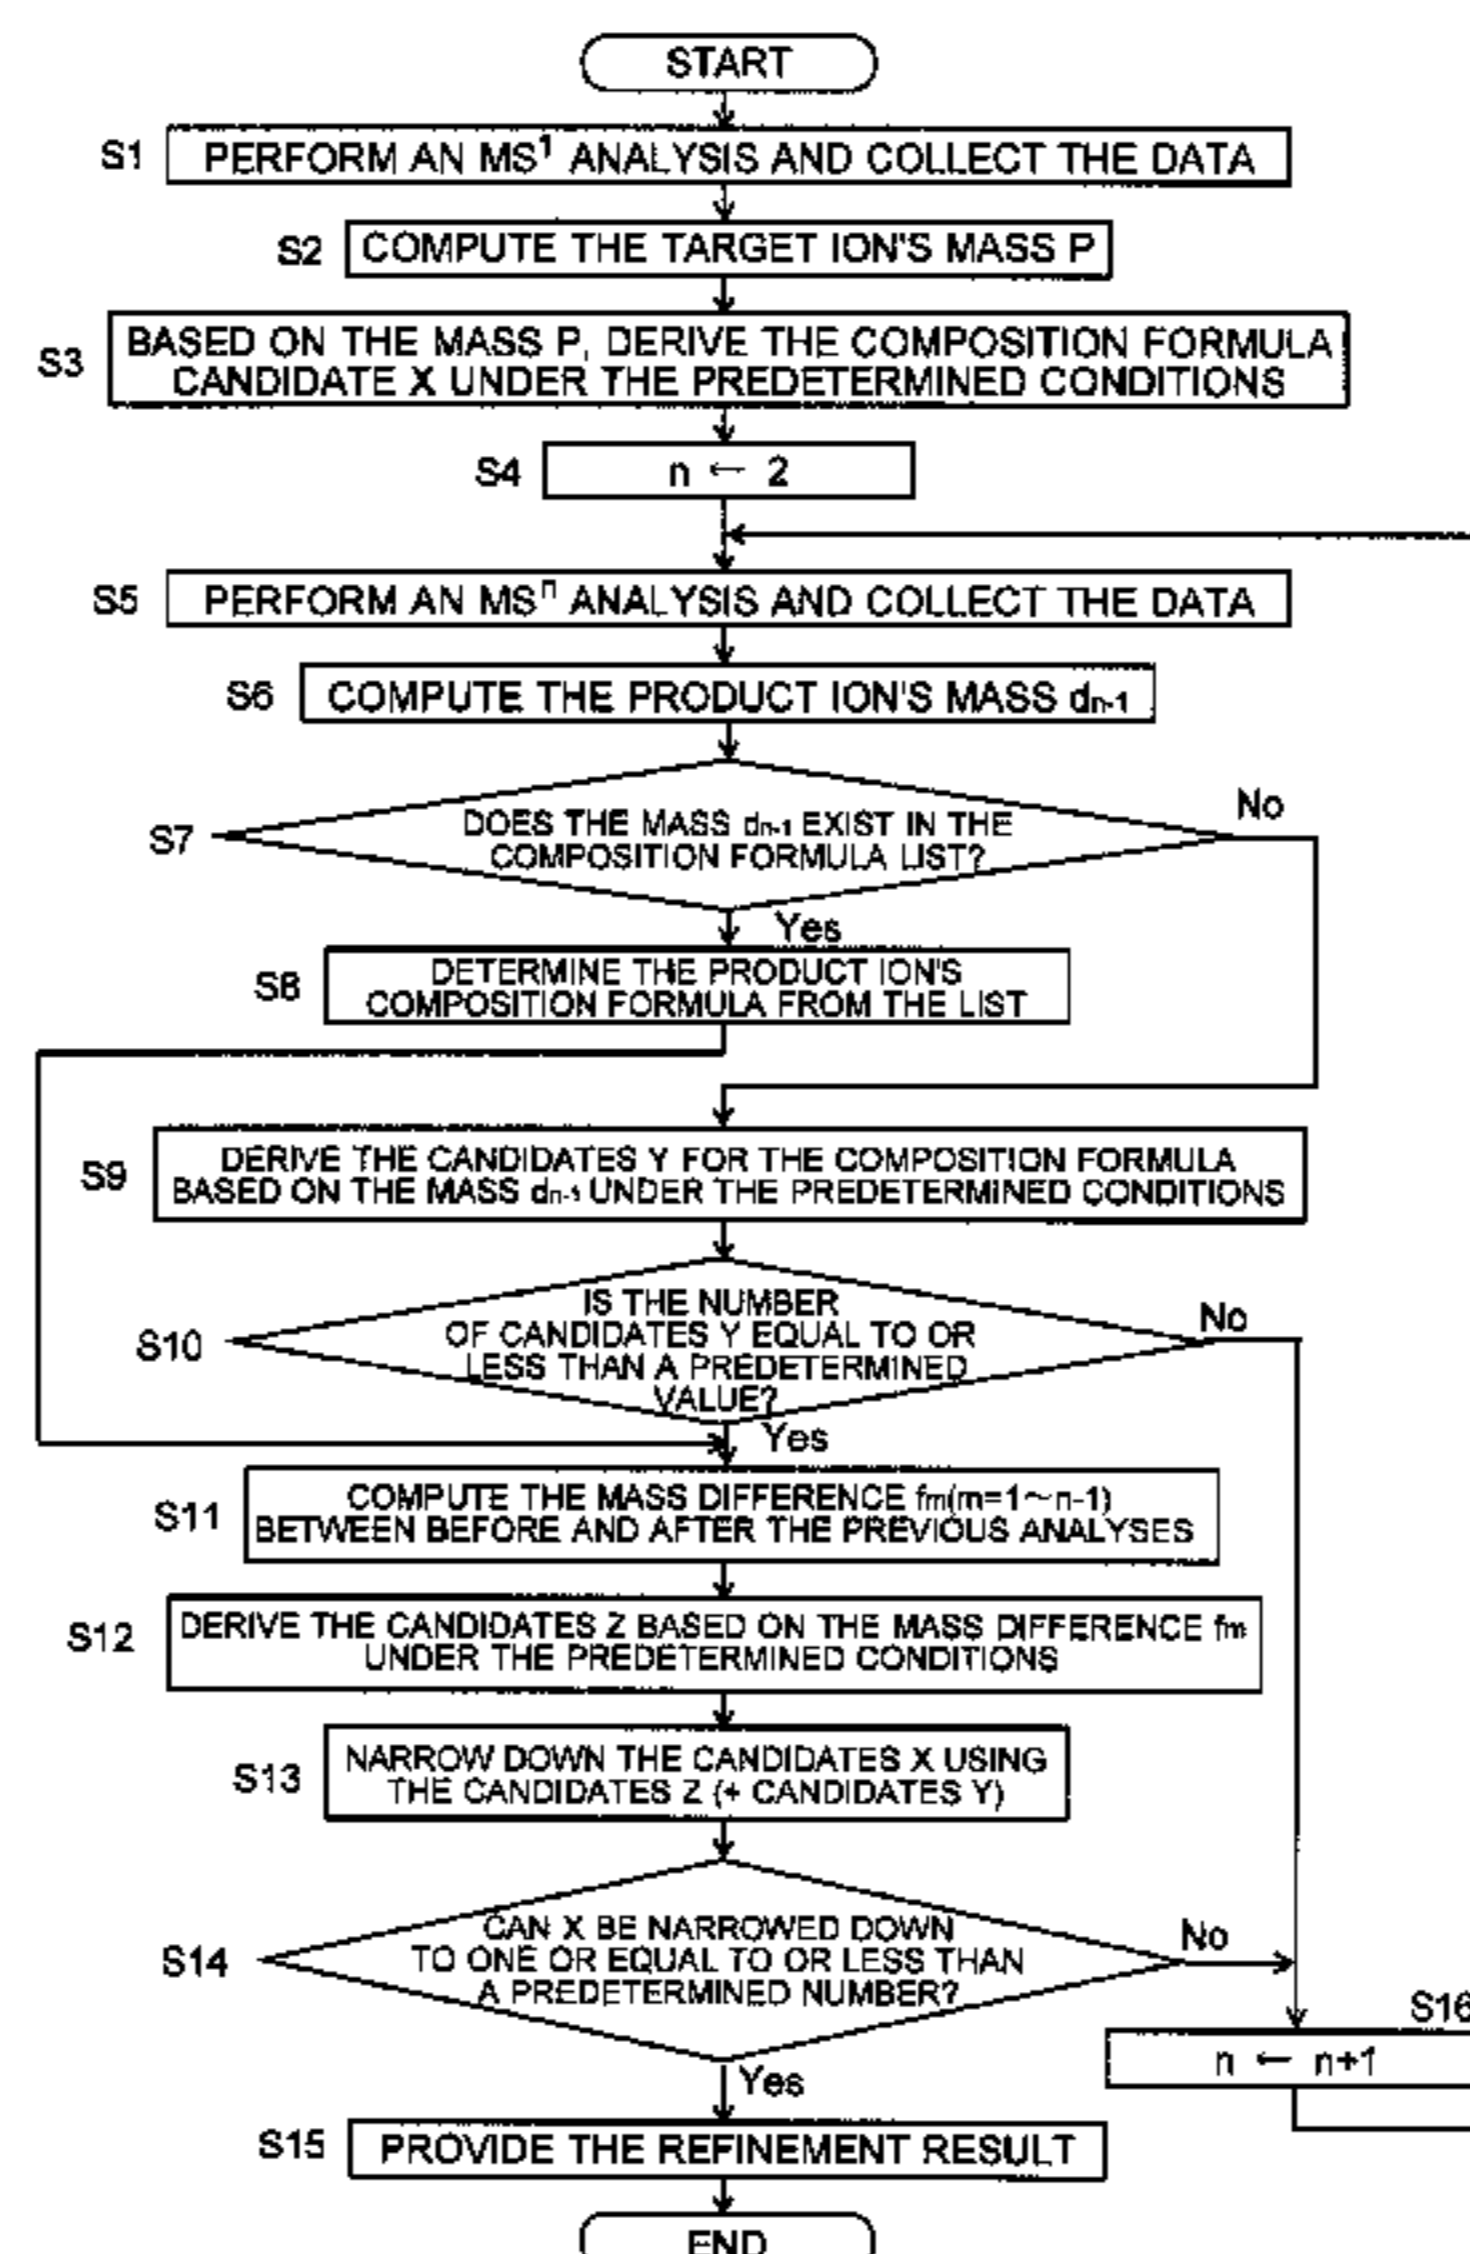 START
S1 PERFORM AN MS¹ ANALYSIS AND COLLECT THE DATA
S2 COMPUTE THE TARGET ION'S MASS P
S3 BASED ON THE MASS P, DERIVE THE COMPOSITION FORMULA
CANDIDATE X UNDER THE PREDETERMINED CONDITIONS
S4 n ← 2
S5 PERFORM AN MSⁿ ANALYSIS AND COLLECT THE DATA
S6 COMPUTE THE PRODUCT ION'S MASS dn-1
No
S7 DOES THE MASS dn-1 EXIST IN THE
COMPOSITION FORMULA LIST?
Yes
S8 DETERMINE THE PRODUCT ION'S
COMPOSITION FORMULA FROM THE LIST
S9 DERIVE THE CANDIDATES Y FOR THE COMPOSITION FORMULA
BASED ON THE MASS dn-1 UNDER THE PREDETERMINED CONDITIONS
No
S10 IS THE NUMBER
OF CANDIDATES Y EQUAL TO OR
LESS THAN A PREDETERMINED
VALUE?
Yes
S11 COMPUTE THE MASS DIFFERENCE fm(m=1~n-1)
BETWEEN BEFORE AND AFTER THE PREVIOUS ANALYSES
S12 DERIVE THE CANDIDATES Z BASED ON THE MASS DIFFERENCE fm
UNDER THE PREDETERMINED CONDITIONS
S13 NARROW DOWN THE CANDIDATES X USING
THE CANDIDATES Z (+ CANDIDATES Y)
No
S14 CAN X BE NARROWED DOWN
TO ONE OR EQUAL TO OR LESS THAN
A PREDETERMINED NUMBER?
S16
n ← n+1
Yes
S15 PROVIDE THE REFINEMENT RESULT
END